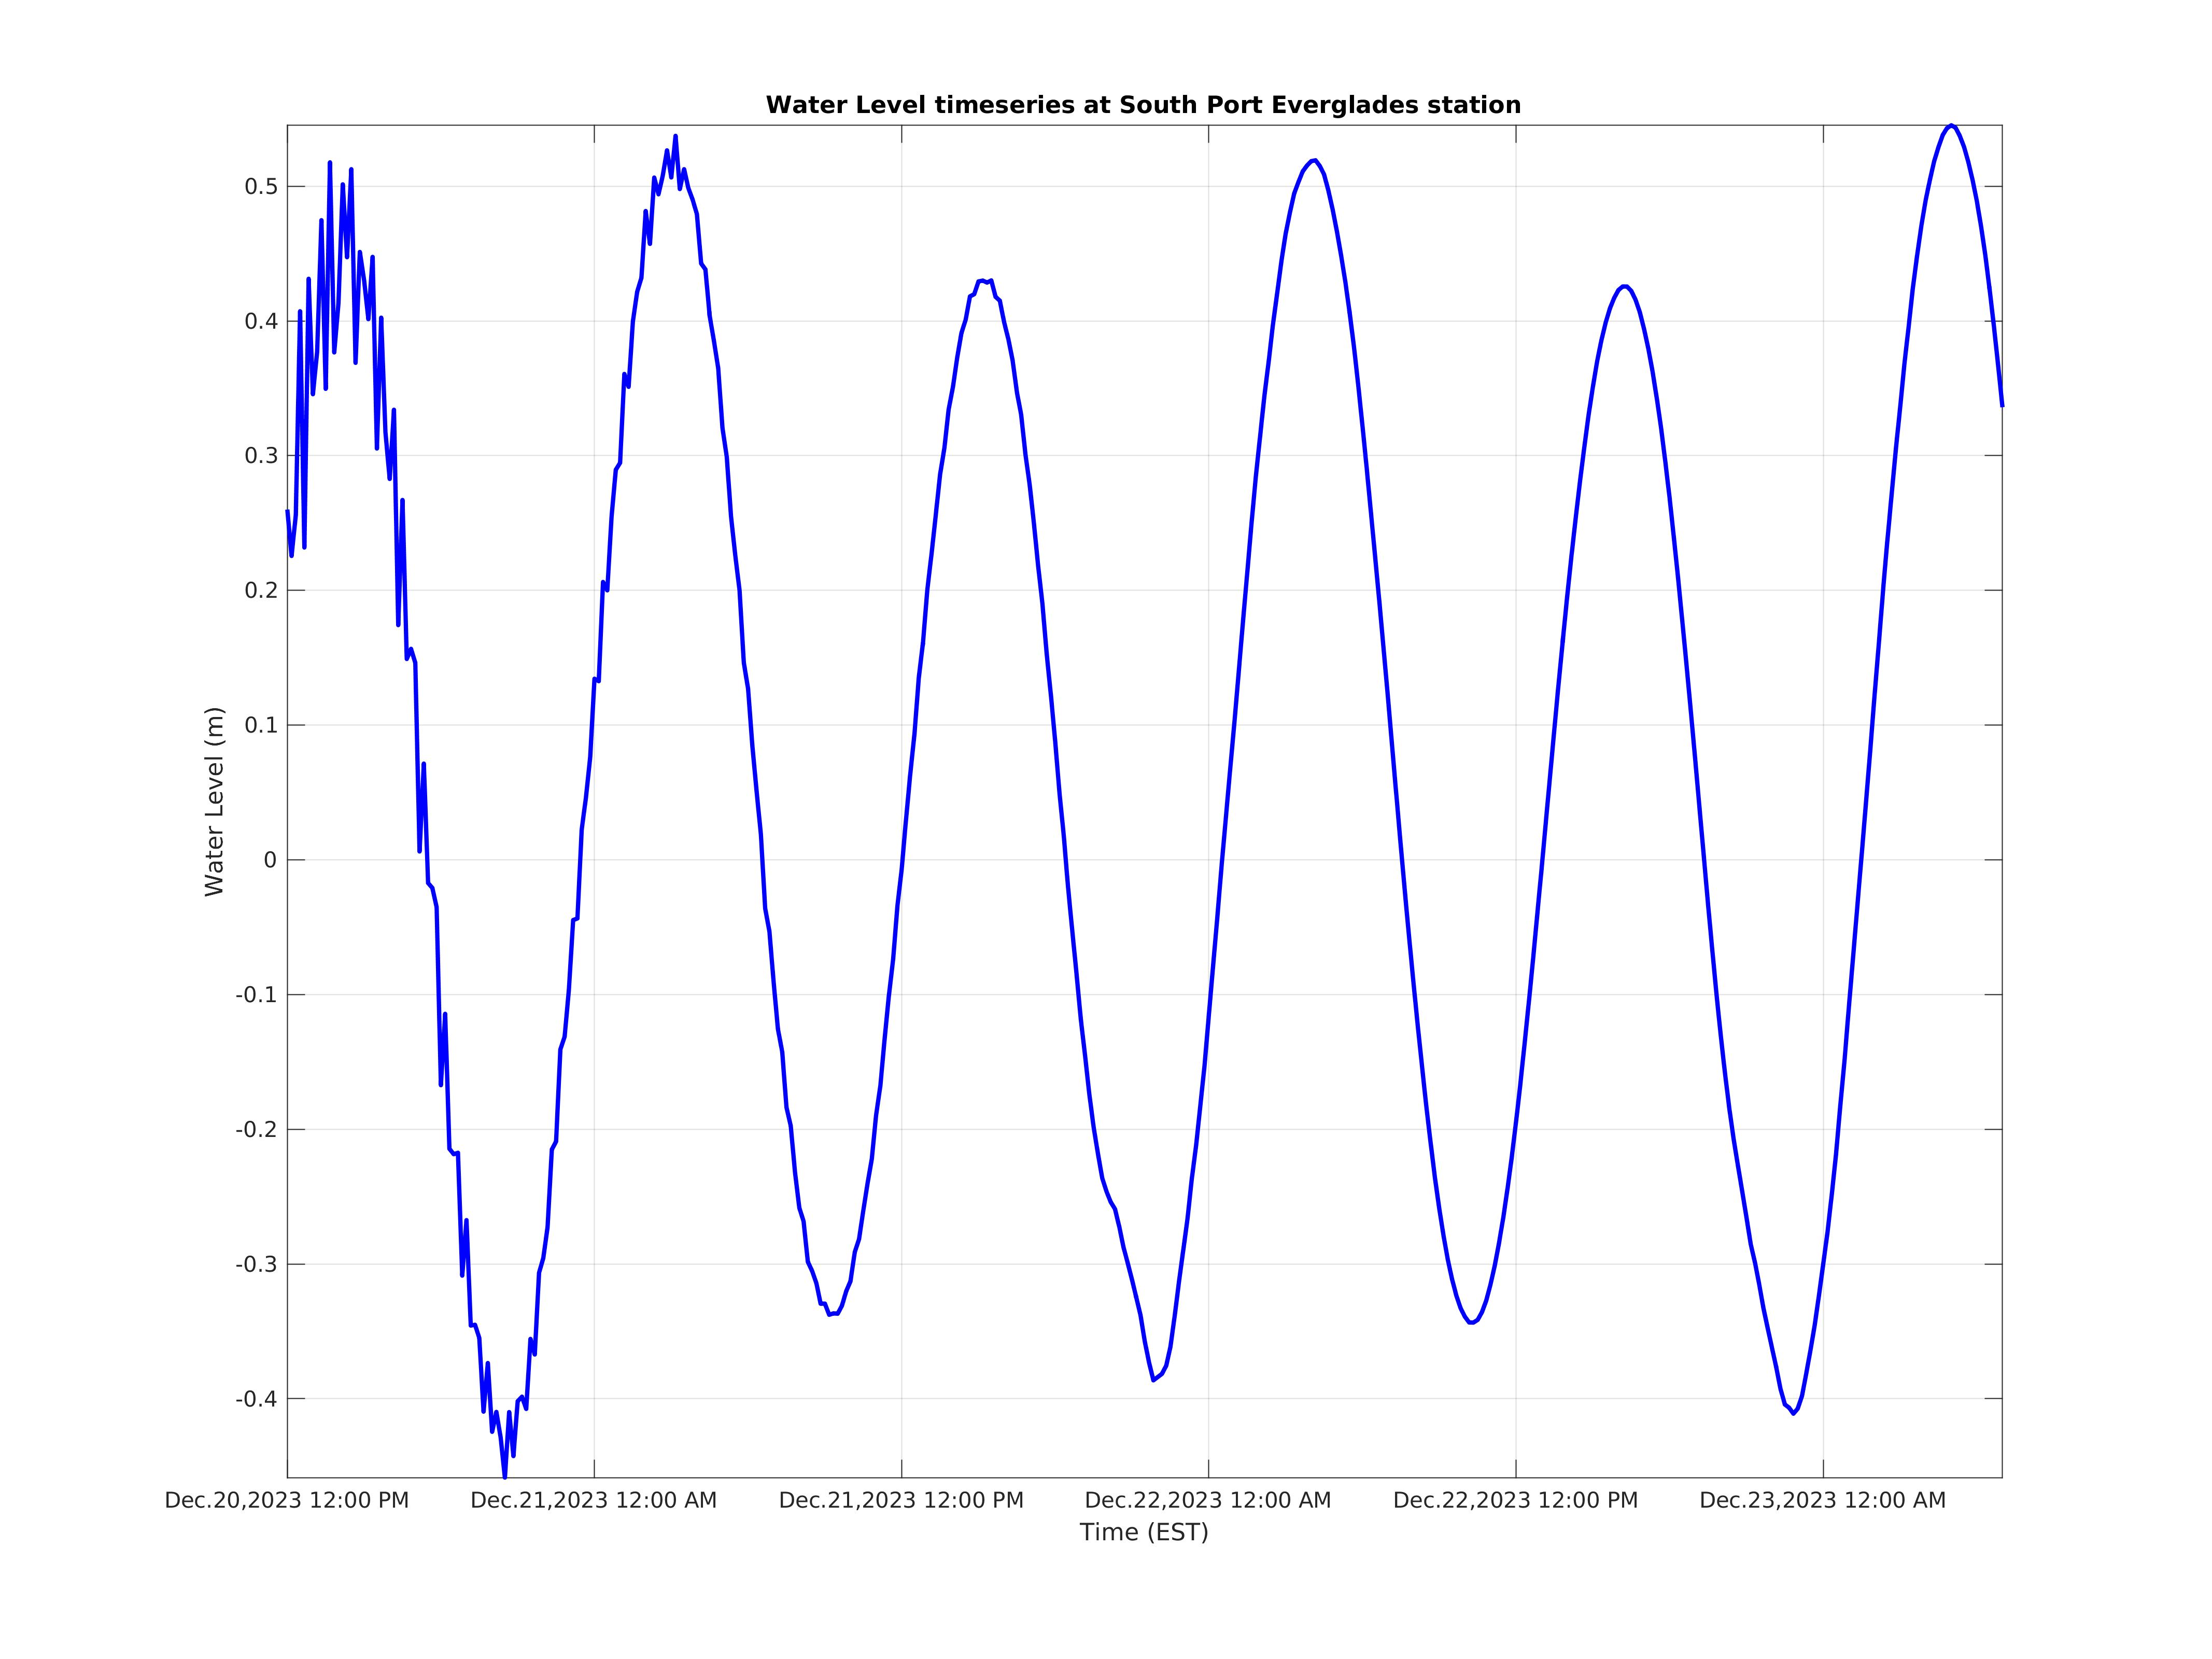 Water Level timeseries at South Port Everglades station
0.5
0.4
0.3
0.2
0.1
0
-0.1
-0.2
-0.3
-0.4
Water Level (m)
Dec.20,2023 12:00 PM
Dec.21,2023 12:00 AM
Dec.21,2023 12:00 PM
Dec.22,2023 12:00 AM
Dec.22,2023 12:00 PM
Dec.23,2023 12:00 AM
Time (EST)